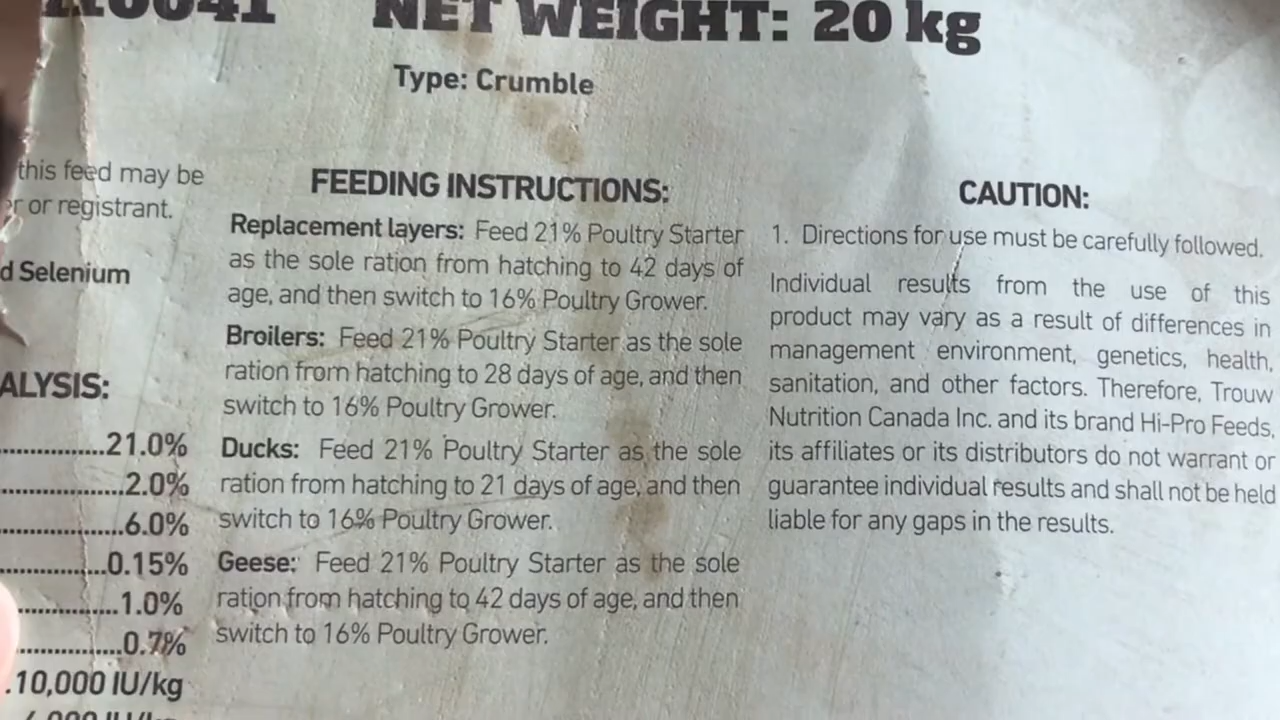 NET WEIGHT: 20 kg
Type: Crumble
this feed may be
or registrant.
d Selenium
ALYSIS:
21.0%
2.0%
6.0%
0.15%
1.0%
0.7%
10,000 IU/kg
FEEDING INSTRUCTIONS:
Replacement layers: Feed 21% Poultry Starter
as the sole ration from hatching to 42 days of
age, and then switch to 16% Poultry Grower.
Broilers: Feed 21% Poultry Starter as the sole
ration from hatching to 28 days of age, and then
switch to 16% Poultry Grower.
Ducks: Feed 21% Poultry Starter as the sole
ration from hatching to 21 days of age, and then
switch to 16% Poultry Grower.
Geese: Feed 21% Poultry Starter as the sole
ration from hatching to 42 days of age, and then
switch to 16% Poultry Grower.
CAUTION:
1. Directions for use must be carefully followed.
Individual results from the use of this
product may vary as a result of differences in
management environment, genetics, health,
sanitation, and other factors. Therefore, Trouw
Nutrition Canada Inc. and its brand Hi-Pro Feeds,
its affiliates or its distributors do not warrant or
guarantee individual results and shall not be held
liable for any gaps in the results.